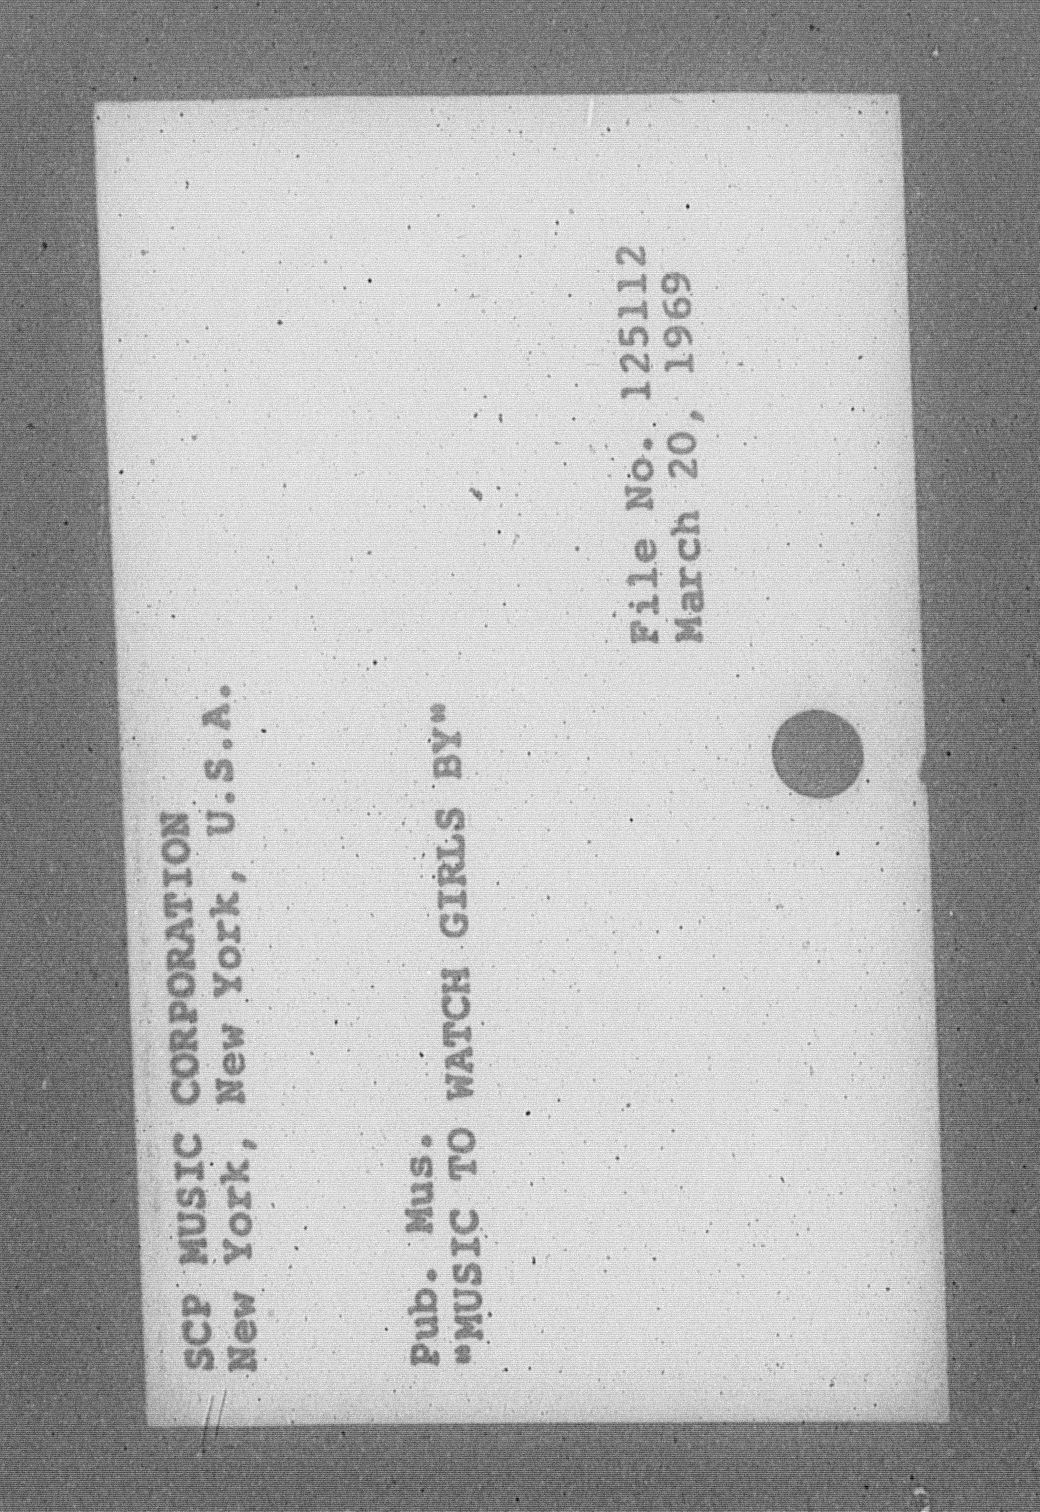 SCP MUSIC CORPORATION
New York, New York, U.S.A.
Pub. Mus.
"MUSIC TO WATCH GIRLS BY"
File No. 125112
March 20, 1969